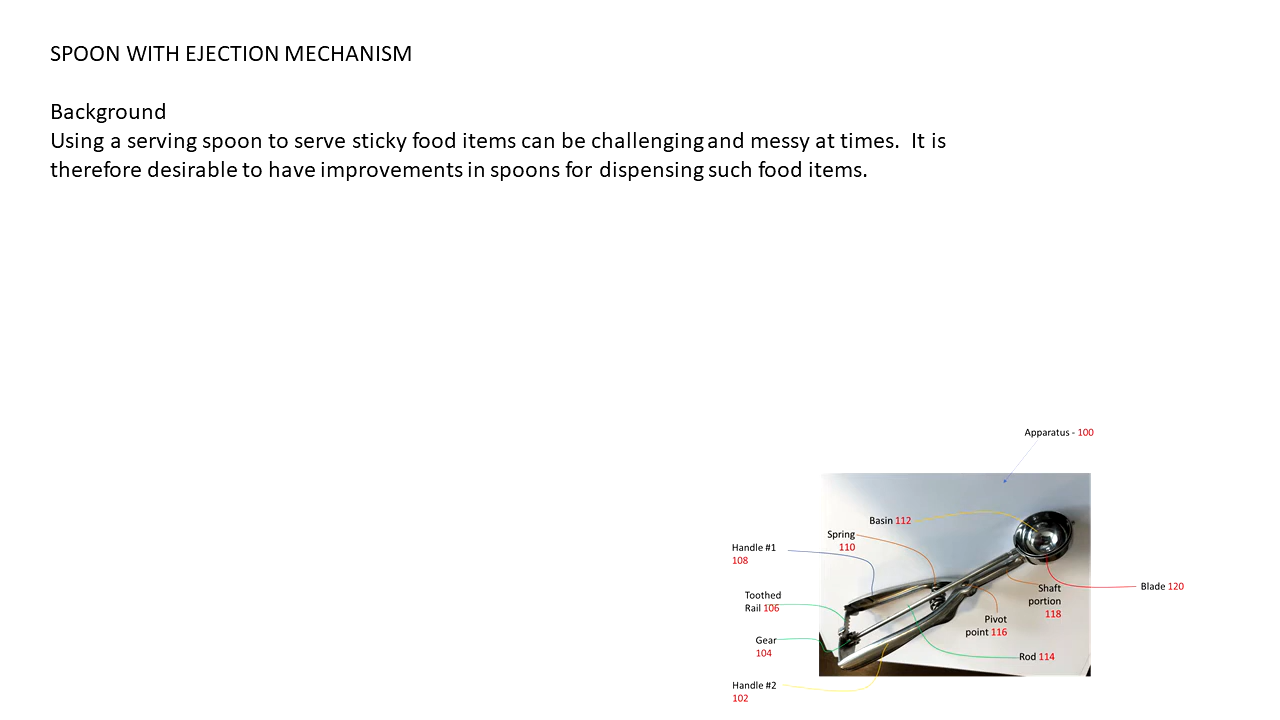 SPOON WITH EJECTION MECHANISM
Background
Using a serving spoon to serve sticky food items can be challenging and messy at times.  It is
therefore desirable to have improvements in spoons for dispensing such food items.
Apparatus - 100
Basin 112
Spring
110
Handle #1
108
Blade 120
Shaft
portion
118
Toothed
Rail 106
Pivot
point 116
Gear
104
Rod 114
Handle #2
102